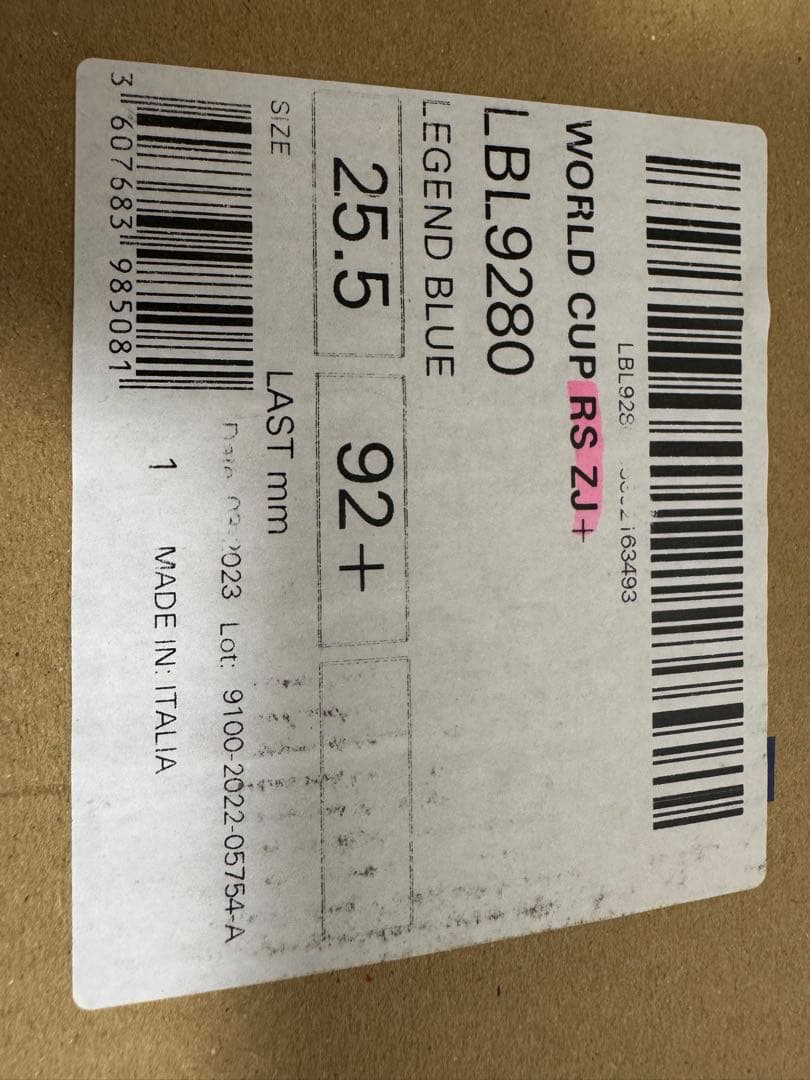 LBL928 163493
WORLD CUP RS ZJ+
LBL9280
LEGEND BLUE
25.5 92+
SIZE LAST mm
2023 Lot: 9100-2022-05754-A
3 607683 985081
1 MADE IN: ITALIA